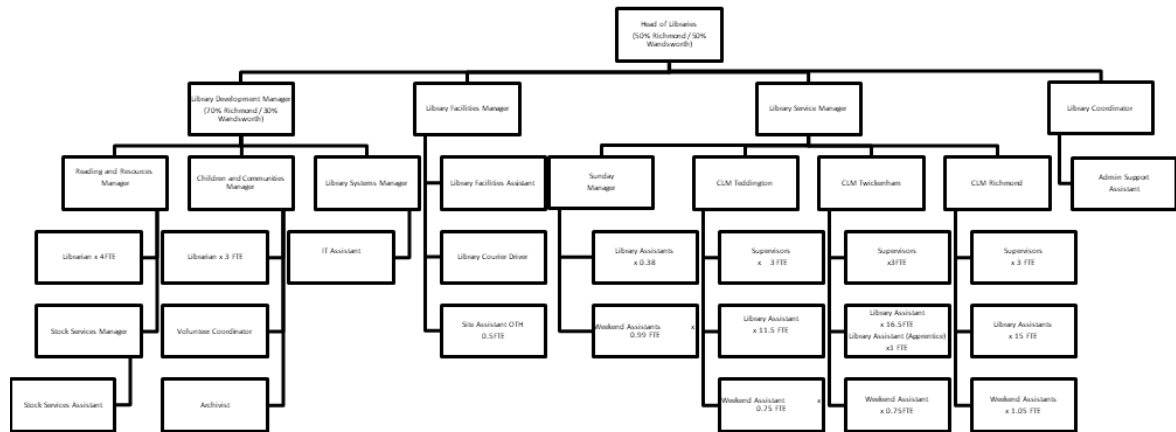 Head of Libraries
(50% Richmond /50%
Wandsworth)
Library Development Manager
(70% Richmond /30%
Wandsworth)
Library Facilities Manager
Library Service Manager
Library Coordinator
Reading and Resources
Manager
Children and Communities
Manager
Library Systems Manager
Library Facilities Assistant
Sunday
Manager
CLM Teddington
CLM Twickenham
CLM Richmond
Admin Support
Assistant
Librarian x 4FTE
Librarian x 3 FTE
IT Assistant
Library Courier Driver
Library Assistants
x 0.38
Supervisors
x 3 FTE
Supervisors
x3FTE
Supervisors
x 3 FTE
Stock Services Manager
Volunteer Coordinator
Site Assistant OTH
0.5FTE
Weekend Assistants x
0.99 FTE
Library Assistant
x 11.5 FTE
Library Assistant
x 16.5FTE
Library Assistant (Apprentice)
x1 FTE
Library Assistants
x 15 FTE
Stock Services Assistant
Archivist
Weekend Assistant x
0.75 FTE
Weekend Assistant
x 0.75FTE
Weekend Assistants
x 1.05 FTE